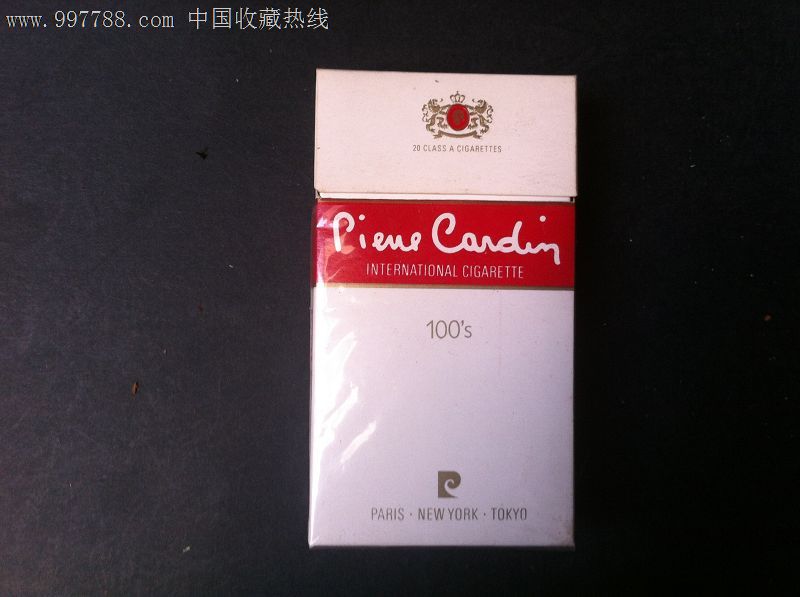 www.997788.com 中国收藏热线
20 CLASS A CIGARETTES
Pierre Cardin
INTERNATIONAL CIGARETTE
100's
PARIS · NEW YORK · TOKYO